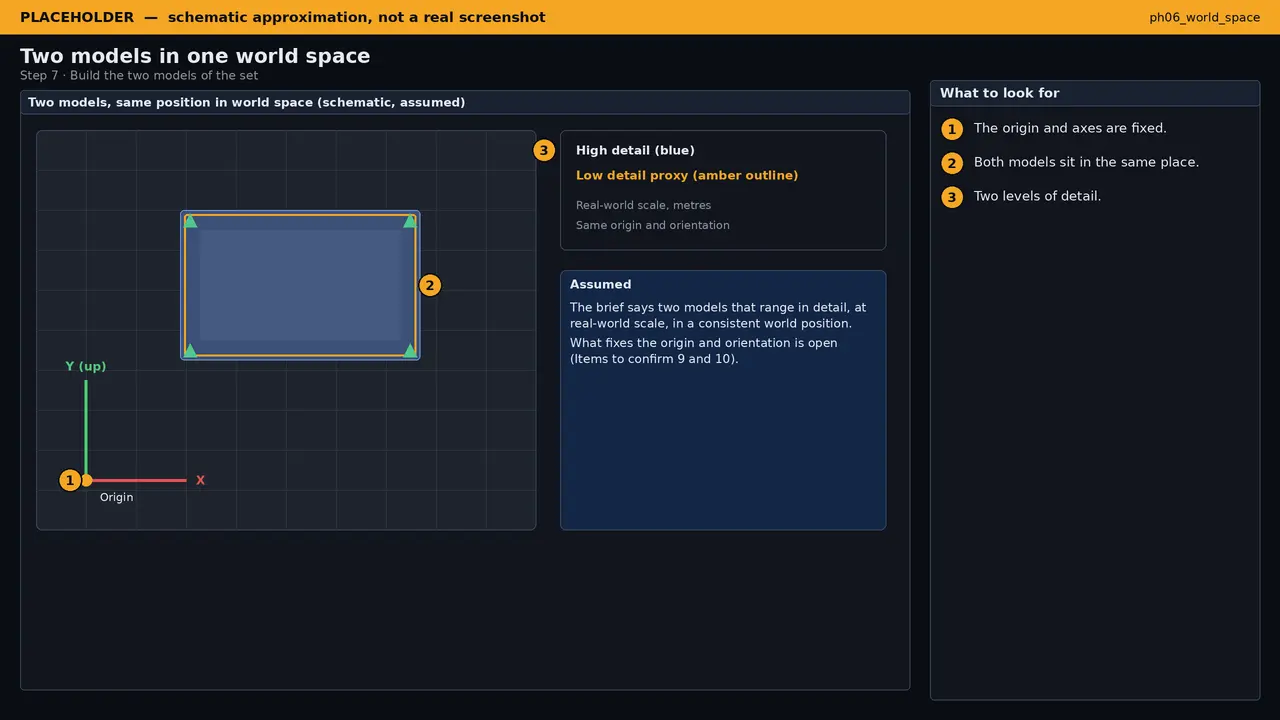 PLACEHOLDER — schematic approximation, not a real screenshot
ph06_world_space
Two models in one world space
Step 7 · Build the two models of the set
Two models, same position in world space (schematic, assumed)
3
High detail (blue)
Low detail proxy (amber outline)
Real-world scale, metres
Same origin and orientation
2
Assumed
The brief says two models that range in detail, at
real-world scale, in a consistent world position.
What fixes the origin and orientation is open
(Items to confirm 9 and 10).
Y (up)
1
X
Origin
What to look for
1 The origin and axes are fixed.
2 Both models sit in the same place.
3 Two levels of detail.